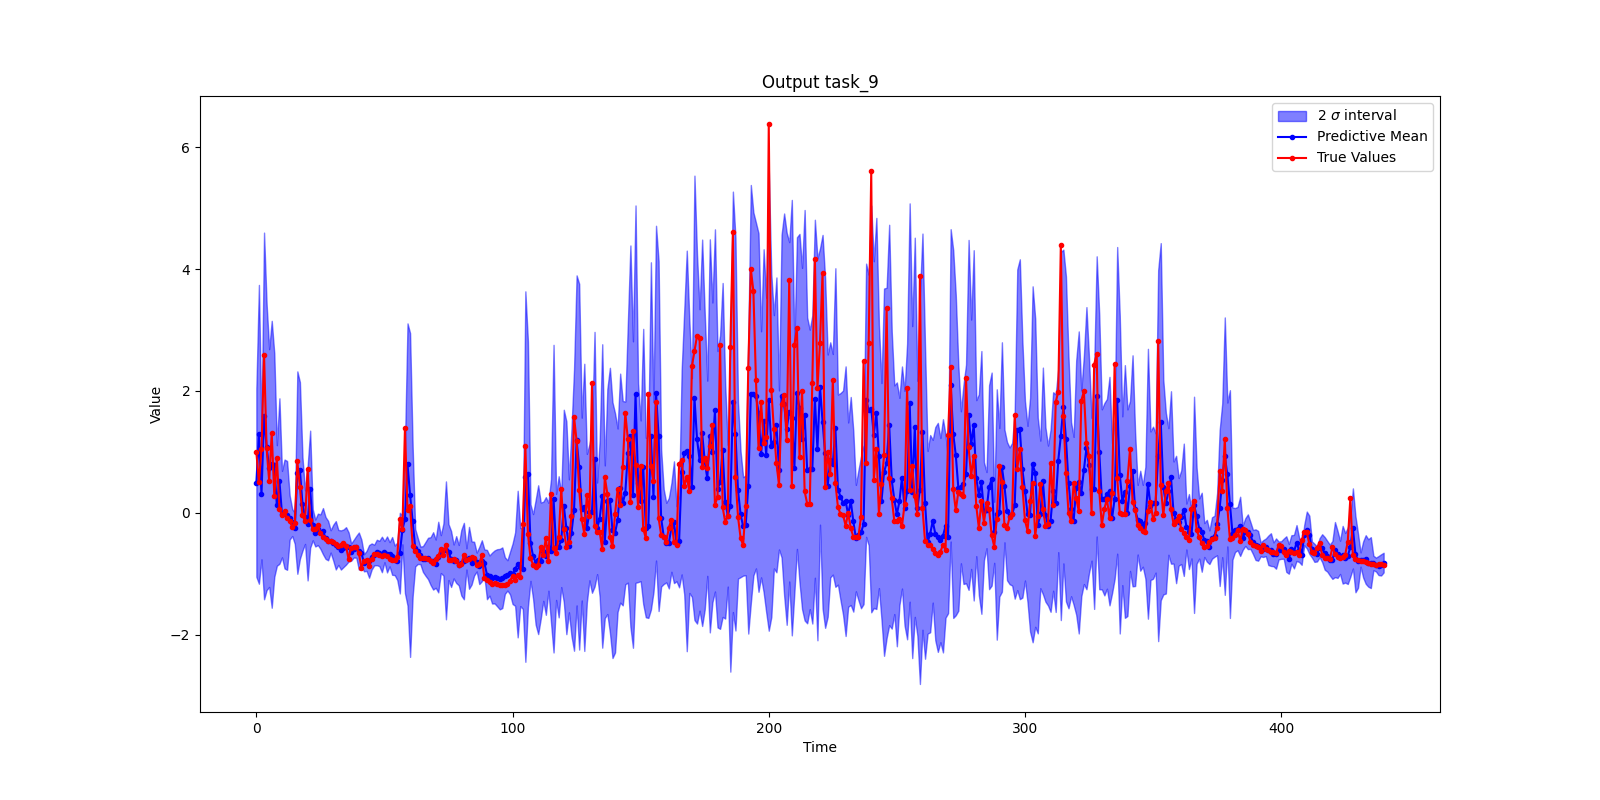 Output task_9
2 σ interval
Predictive Mean
True Values
Value
6
4
2
0
−2
0 100 200 300 400
Time